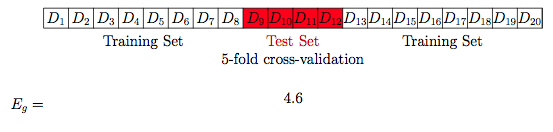 D₁ D₂ D₃ D₄ D₅ D₆ D₇ D₈ D₉ D₁₀ D₁₁ D₁₂ D₁₃ D₁₄ D₁₅ D₁₆ D₁₇ D₁₈ D₁₉ D₂₀
Training Set Test Set Training Set
5-fold cross-validation
4.6
E_g =